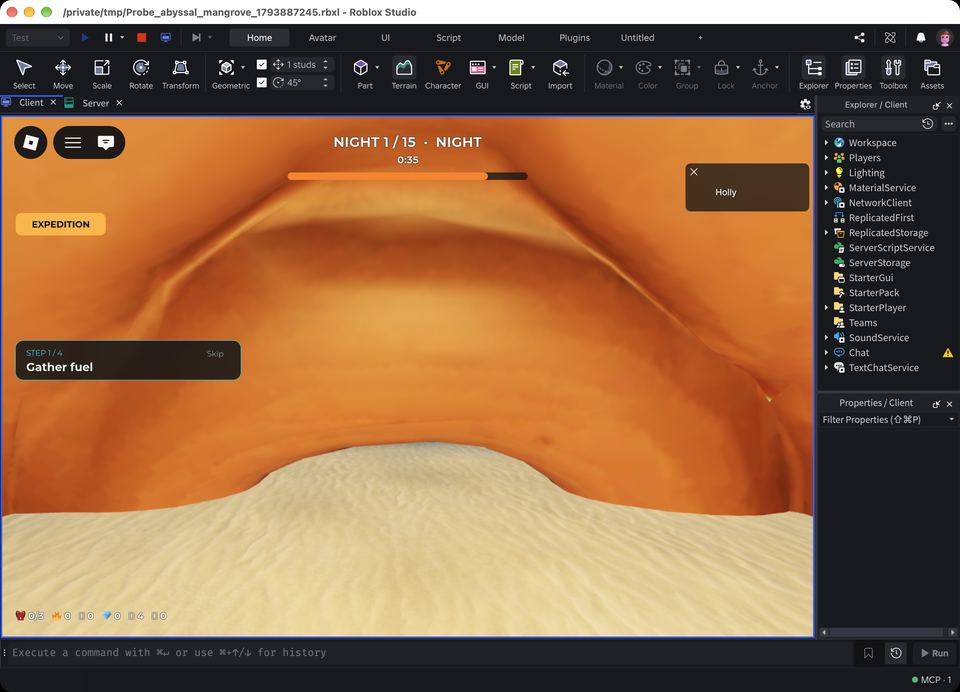 /private/tmp/Probe_abyssal_mangrove_1793887245.rbxl - Roblox Studio
Test
Home
Avatar
UI
Script
Model
Plugins
Untitled
+
Select
Move
Scale
Rotate
Transform
Geometric
1 studs
45°
Part
Terrain
Character
GUI
Script
Import
Material
Color
Group
Lock
Anchor
Explorer
Properties
Toolbox
Assets
Client
Server
Explorer / Client
Search
Workspace
Players
Lighting
MaterialService
NetworkClient
ReplicatedFirst
ReplicatedStorage
ServerScriptService
ServerStorage
StarterGui
StarterPack
StarterPlayer
Teams
SoundService
Chat
TextChatService
Properties / Client
Filter Properties (⇧⌘P)
NIGHT 1 / 15 · NIGHT
0:35
Holly
EXPEDITION
STEP 1 / 4
Skip
Gather fuel
0/3
0
0
0
4
0
Execute a command with ⌘↵ or use ⌘+↑/↓ for history
Run
MCP · 1